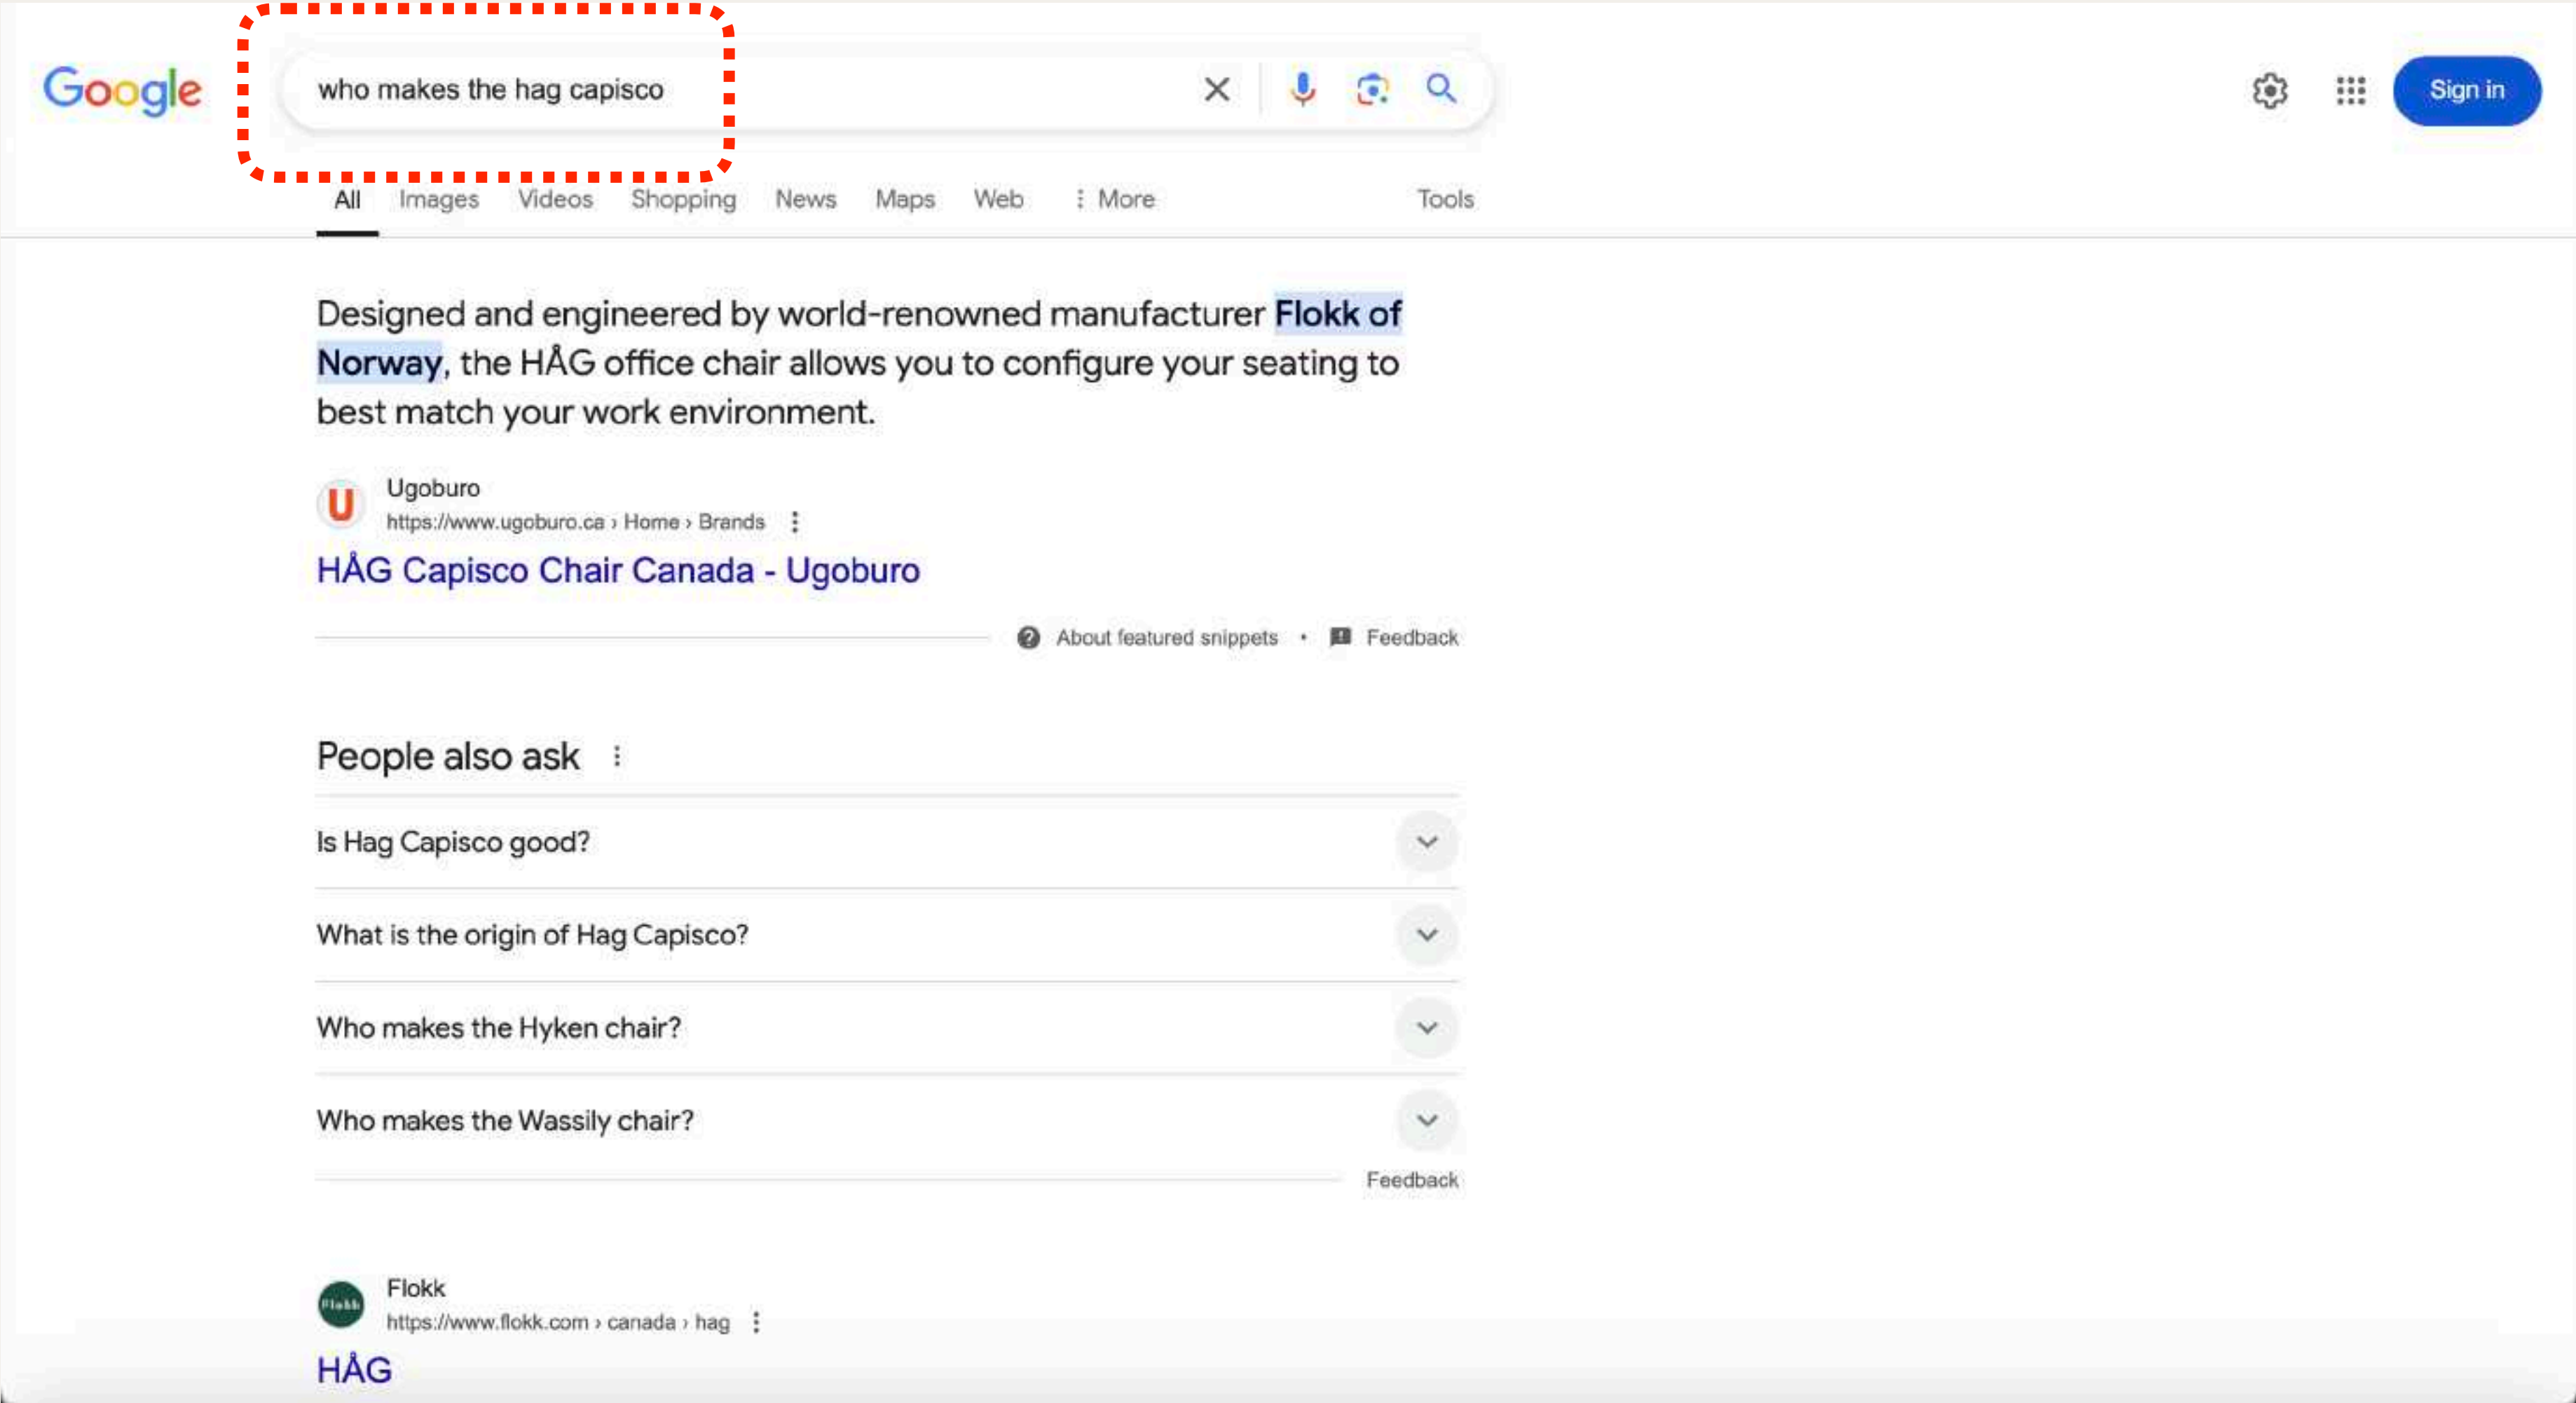 Google
who makes the hag capisco
Sign in
All Images Videos Shopping News Maps Web More Tools
Designed and engineered by world-renowned manufacturer Flokk of
Norway, the HÅG office chair allows you to configure your seating to
best match your work environment.
U
Ugoburo
https://www.ugoburo.ca › Home › Brands
HÅG Capisco Chair Canada - Ugoburo
About featured snippets • Feedback
People also ask
Is Hag Capisco good?
What is the origin of Hag Capisco?
Who makes the Hyken chair?
Who makes the Wassily chair?
Feedback
Flokk
Flokk
https://www.flokk.com › canada › hag
HÅG